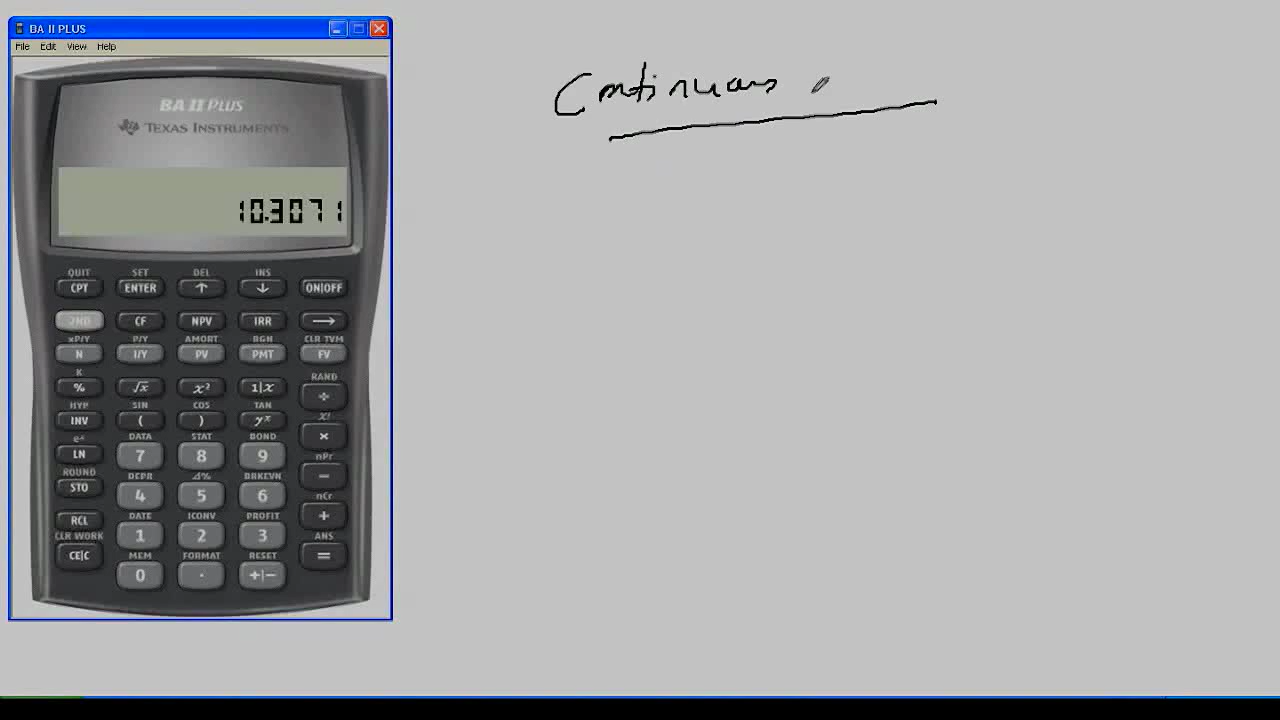 BA II PLUS
File Edit View Help
BA II PLUS
TEXAS INSTRUMENTS
10.3071
QUIT SET DEL INS
CPT ENTER ↑ ↓ ON|OFF
2ND CF NPV IRR →
xP/Y P/Y AMORT BGN CLR TVM
N I/Y PV PMT FV
K RAND
% √x x² 1|x ÷
HYP SIN COS TAN X!
INV ( ) yˣ ×
eˣ DATA STAT BOND nPr
LN 7 8 9 −
ROUND DEPR Δ% BRKEVN nCr
STO 4 5 6 +
DATE ICONV PROFIT
RCL 1 2 3
CLR WORK MEM FORMAT RESET ANS
CE|C 0 . +|− =
Continuous